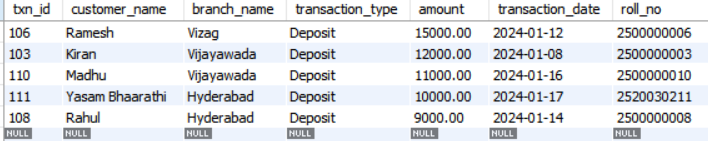 txn_id customer_name branch_name transaction_type amount transaction_date roll_no
106 Ramesh Vizag Deposit 15000.00 2024-01-12 2500000006
103 Kiran Vijayawada Deposit 12000.00 2024-01-08 2500000003
110 Madhu Vijayawada Deposit 11000.00 2024-01-16 2500000010
111 Yasam Bhaarathi Hyderabad Deposit 10000.00 2024-01-17 2520030211
108 Rahul Hyderabad Deposit 9000.00 2024-01-14 2500000008
NULL NULL NULL NULL NULL NULL NULL